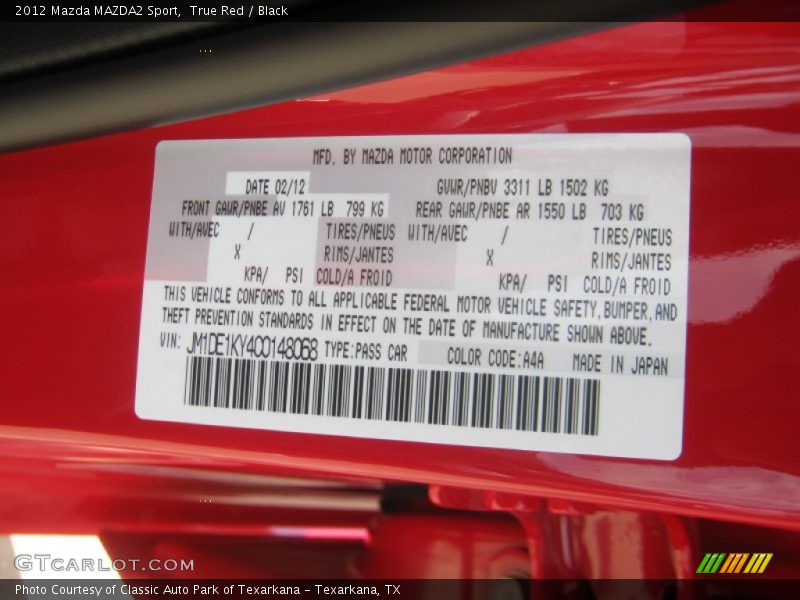 2012 Mazda MAZDA2 Sport, True Red / Black
MFD. BY MAZDA MOTOR CORPORATION
DATE 02/12 GVWR/PNBV 3311 LB 1502 KG
FRONT GAWR/PNBE AV 1761 LB 799 KG REAR GAWR/PNBE AR 1550 LB 703 KG
WITH/AVEC / TIRES/PNEUS WITH/AVEC / TIRES/PNEUS
X RIMS/JANTES X RIMS/JANTES
KPA/ PSI COLD/A FROID KPA/ PSI COLD/A FROID
THIS VEHICLE CONFORMS TO ALL APPLICABLE FEDERAL MOTOR VEHICLE SAFETY, BUMPER, AND
THEFT PREVENTION STANDARDS IN EFFECT ON THE DATE OF MANUFACTURE SHOWN ABOVE.
VIN: JM1DE1KY4C0148068 TYPE:PASS CAR COLOR CODE:A4A MADE IN JAPAN
GTCARLOT.COM
Photo Courtesy of Classic Auto Park of Texarkana - Texarkana, TX